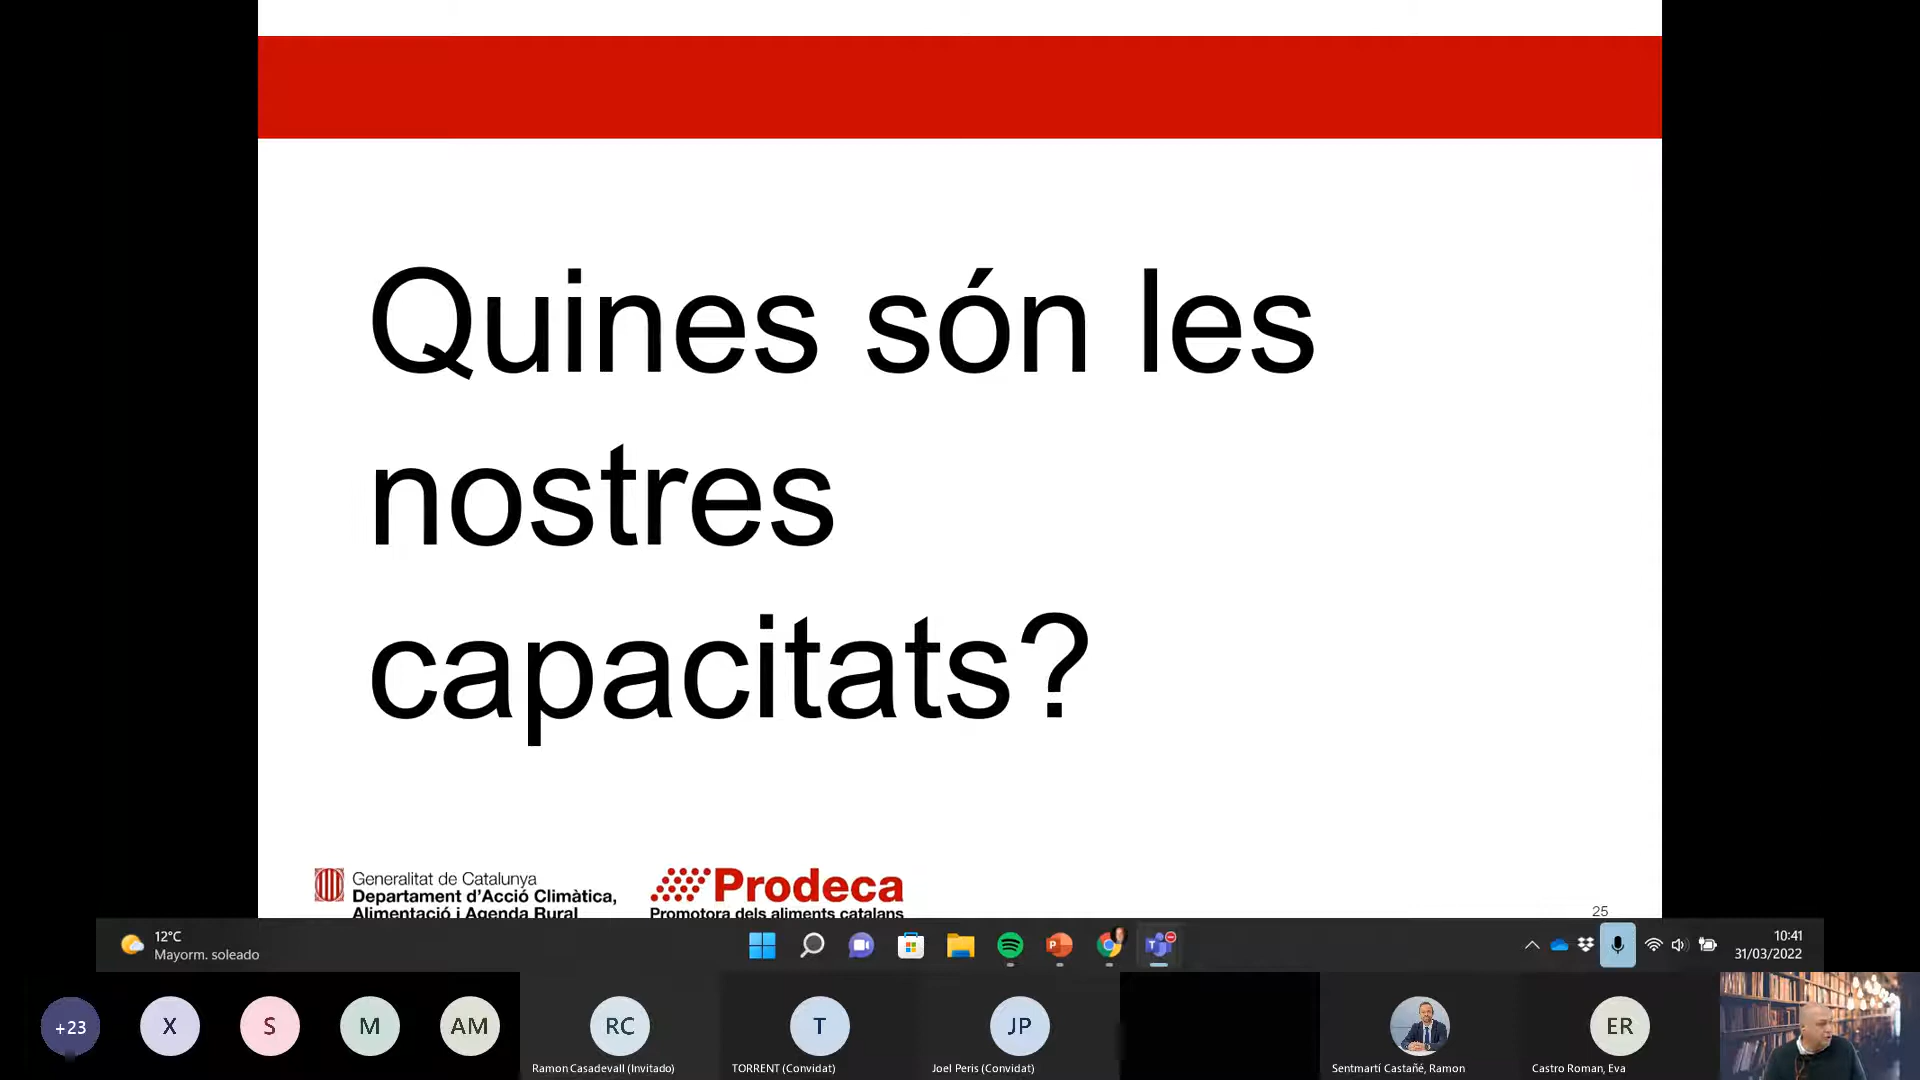 Quines són les
nostres
capacitats?
Generalitat de Catalunya
Departament d'Acció Climàtica,
Alimentació i Agenda Rural
Prodeca
Promotora dels aliments catalans
25
12°C
Mayorm. soleado
10:41
31/03/2022
+23
X
S
M
AM
RC
T
JP
ER
Ramon Casadevall (Invitado)
TORRENT (Convidat)
Joel Peris (Convidat)
Sentmartí Castañé, Ramon
Castro Roman, Eva